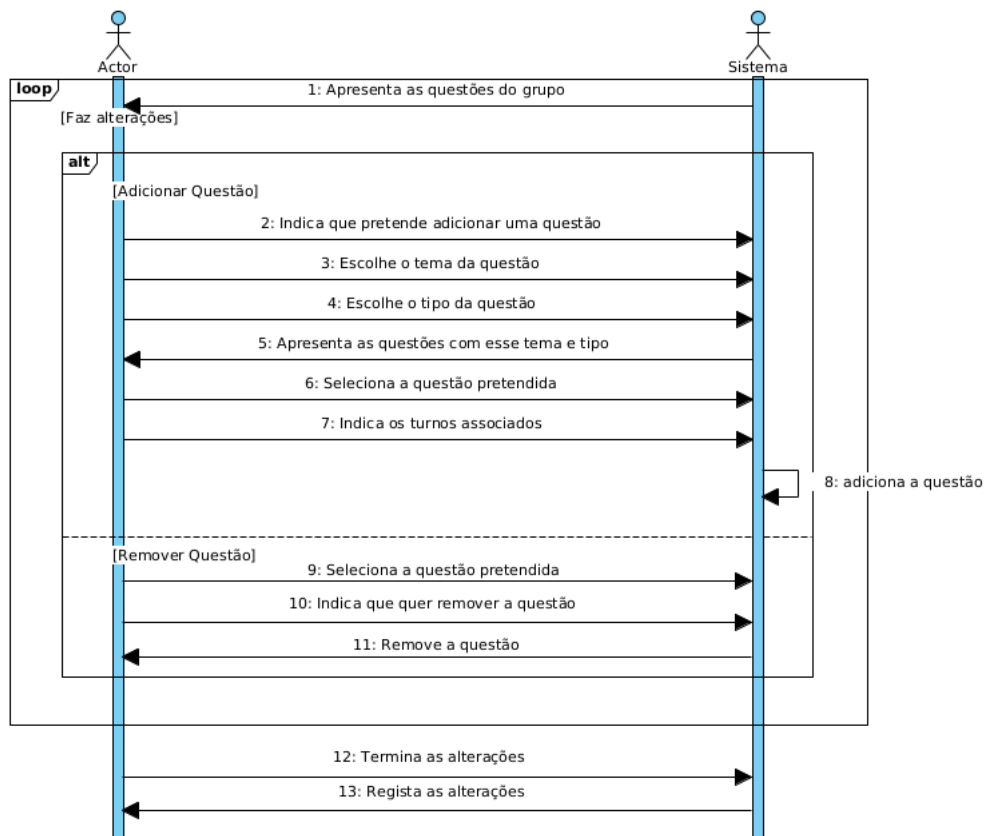 Actor
Sistema
loop
1: Apresenta as questões do grupo
[Faz alterações]
alt
[Adicionar Questão]
2: Indica que pretende adicionar uma questão
3: Escolhe o tema da questão
4: Escolhe o tipo da questão
5: Apresenta as questões com esse tema e tipo
6: Seleciona a questão pretendida
7: Indica os turnos associados
8: adiciona a questão
[Remover Questão]
9: Seleciona a questão pretendida
10: Indica que quer remover a questão
11: Remove a questão
12: Termina as alterações
13: Regista as alterações